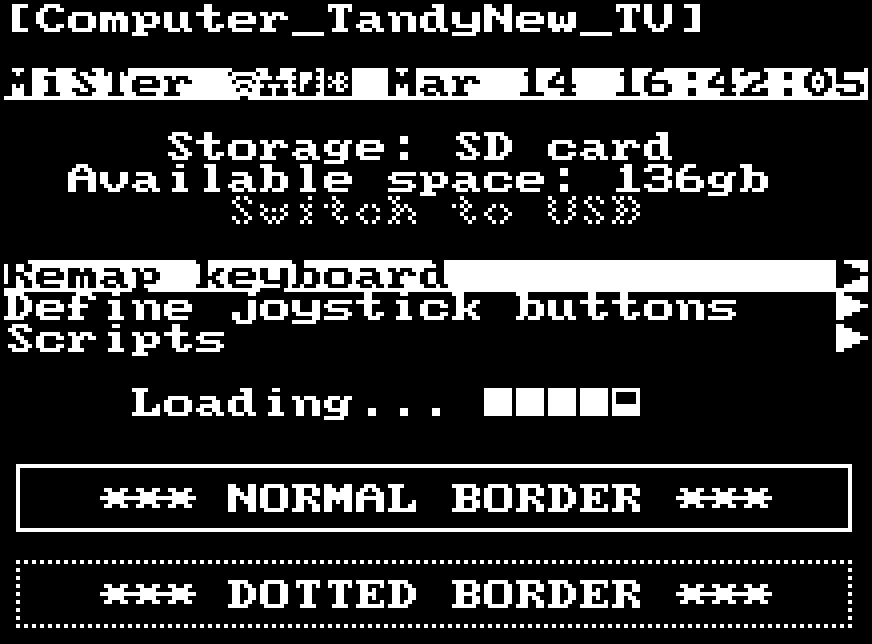 [Computer_TandyNew_TV]
MiSTer Mar 14 16:42:05
Storage: SD card
Available space: 136gb
Switch to USB
Remap keyboard
Define joystick buttons
Scripts
Loading...
*** NORMAL BORDER ***
*** DOTTED BORDER ***